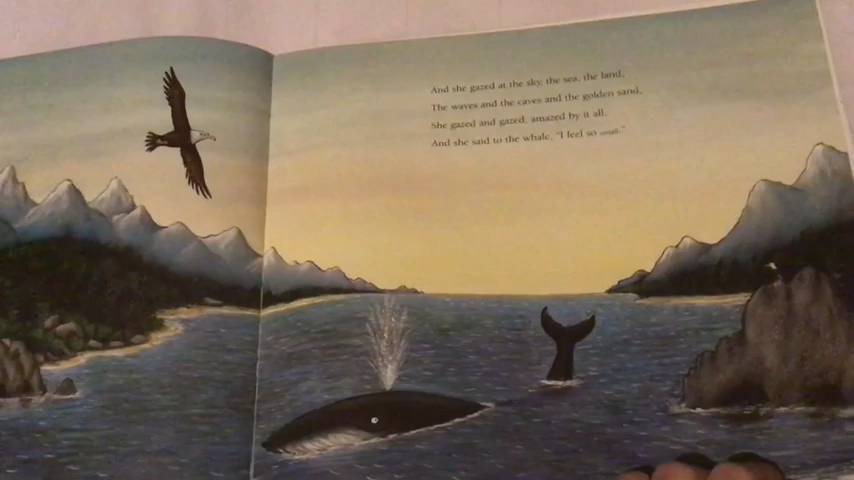 And she gazed at the sky, the sea, the land,
The waves and the caves and the golden sand,
She gazed and gazed, amazed by it all,
And she said to the whale, "I feel so small."